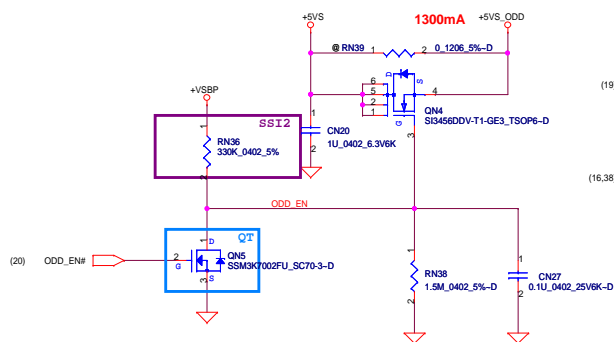 +5VS
1300mA
+5VS_ODD
@ RN39 1 2 0_1206_5%~D
+VSBP
D S
6
5
2
1
4
QN4
SI3456DDV-T1-GE3_TSOP6~D
G
3
SSI2
1
RN36
330K_0402_5%
2
1
CN20
1U_0402_6.3V6K
2
ODD_EN
QT
1 D
(20) ODD_EN# 2 G
QN5
SSM3K7002FU_SC70-3~D
3 S
1
RN38
1.5M_0402_5%~D
2
1
CN27
0.1U_0402_25V6K~D
2
(19
(16,38)